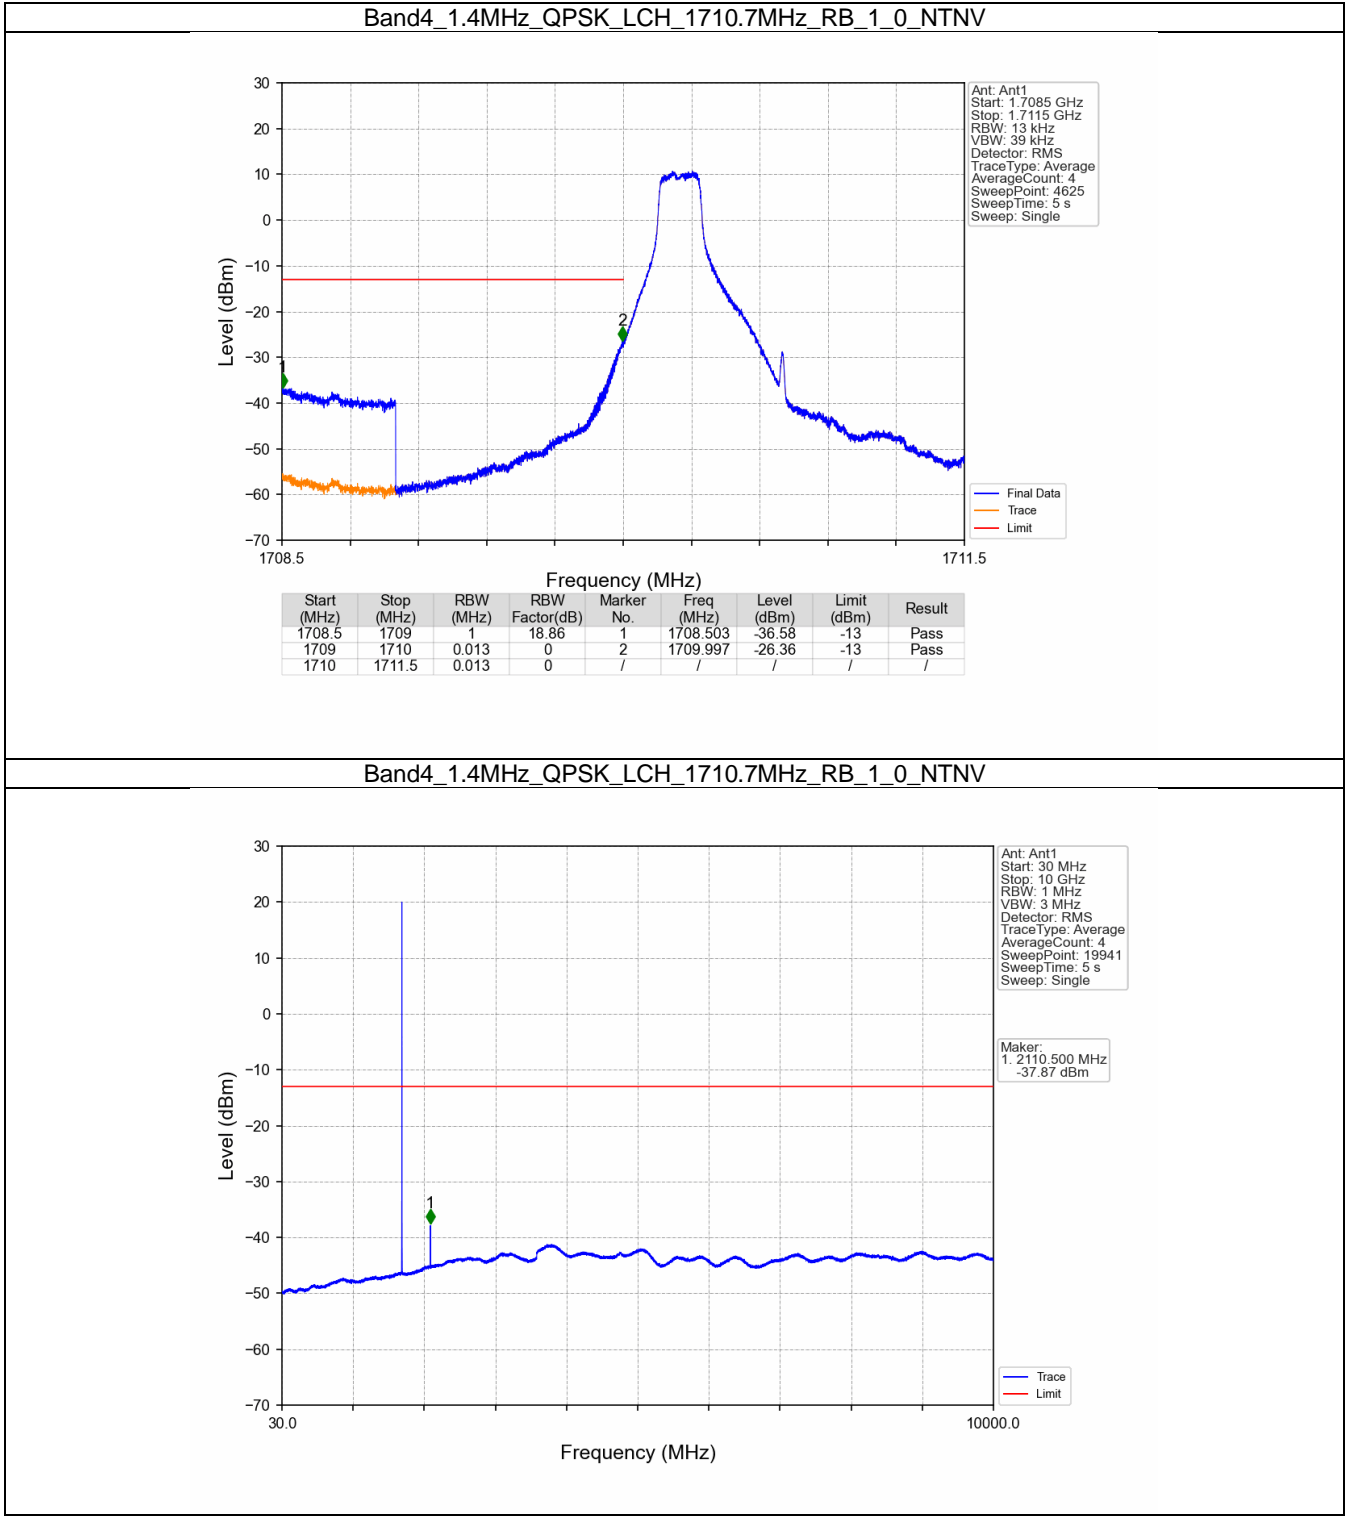 Band4_1.4MHz_QPSK_LCH_1710.7MHz_RB_1_0_NTNV
30
20
10
0
−10
−20
−30
−40
−50
−60
−70
Level (dBm)
1
2
1708.5
1711.5
Frequency (MHz)
Ant: Ant1
Start: 1.7085 GHz
Stop: 1.7115 GHz
RBW: 13 kHz
VBW: 39 kHz
Detector: RMS
TraceType: Average
AverageCount: 4
SweepPoint: 4625
SweepTime: 5 s
Sweep: Single
Final Data
Trace
Limit
Start (MHz) Stop (MHz) RBW (MHz) RBW Factor(dB) Marker No. Freq (MHz) Level (dBm) Limit (dBm) Result
1708.5 1709 1 18.86 1 1708.503 -36.58 -13 Pass
1709 1710 0.013 0 2 1709.997 -26.36 -13 Pass
1710 1711.5 0.013 0 / / / / /
Band4_1.4MHz_QPSK_LCH_1710.7MHz_RB_1_0_NTNV
30
20
10
0
−10
−20
−30
−40
−50
−60
−70
Level (dBm)
1
30.0
10000.0
Frequency (MHz)
Ant: Ant1
Start: 30 MHz
Stop: 10 GHz
RBW: 1 MHz
VBW: 3 MHz
Detector: RMS
TraceType: Average
AverageCount: 4
SweepPoint: 19941
SweepTime: 5 s
Sweep: Single
Maker:
1. 2110.500 MHz
-37.87 dBm
Trace
Limit